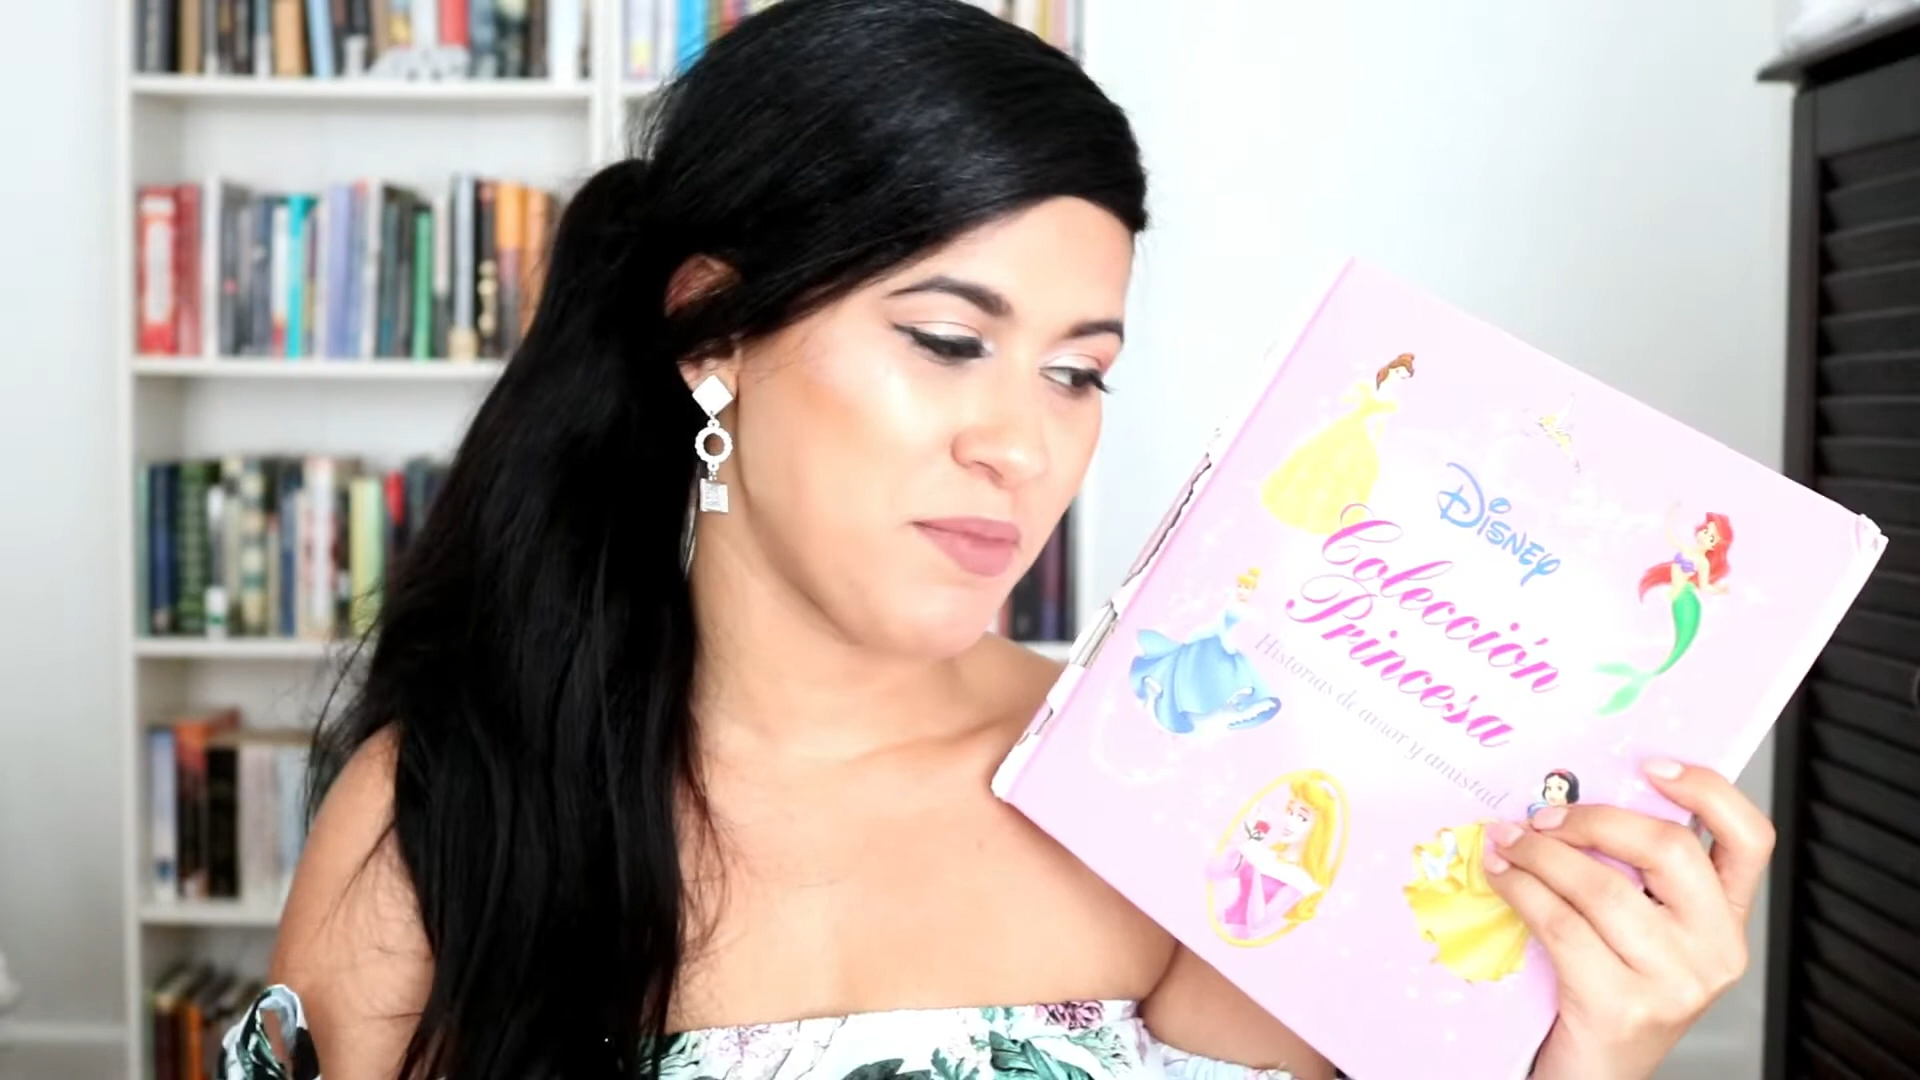 Disney
Colección
Princesa
Historias de amor y amistad